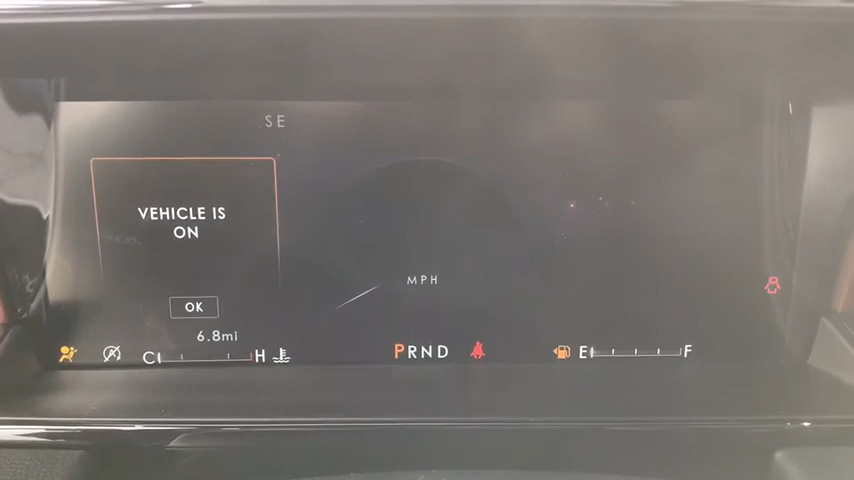 SE
VEHICLE IS
ON
MPH
OK
6.8mi
C H PRND E F